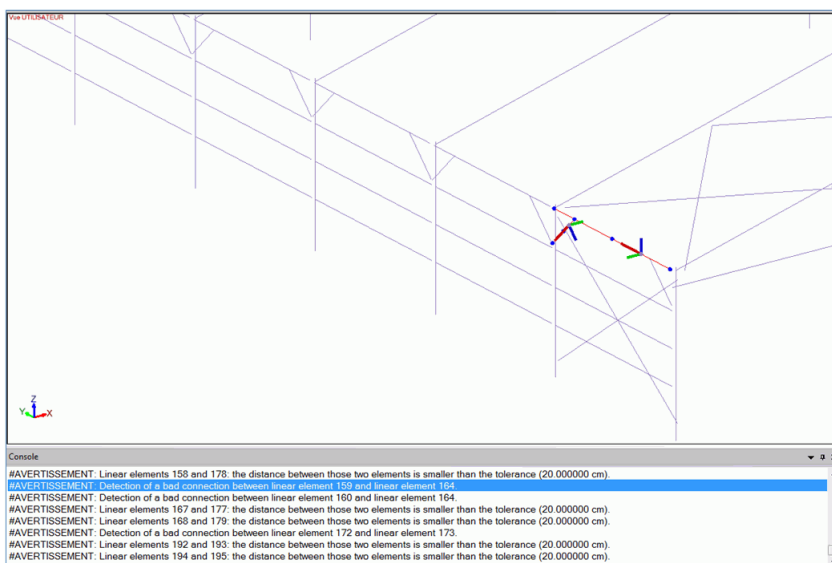 Vue UTILISATEUR
Z
Y X
Console
#AVERTISSEMENT: Linear elements 158 and 178: the distance between those two elements is smaller than the tolerance (20.000000 cm).
#AVERTISSEMENT: Detection of a bad connection between linear element 159 and linear element 164.
#AVERTISSEMENT: Detection of a bad connection between linear element 160 and linear element 164.
#AVERTISSEMENT: Linear elements 167 and 177: the distance between those two elements is smaller than the tolerance (20.000000 cm).
#AVERTISSEMENT: Linear elements 168 and 179: the distance between those two elements is smaller than the tolerance (20.000000 cm).
#AVERTISSEMENT: Detection of a bad connection between linear element 172 and linear element 173.
#AVERTISSEMENT: Linear elements 192 and 193: the distance between those two elements is smaller than the tolerance (20.000000 cm).
#AVERTISSEMENT: Linear elements 194 and 195: the distance between those two elements is smaller than the tolerance (20.000000 cm).